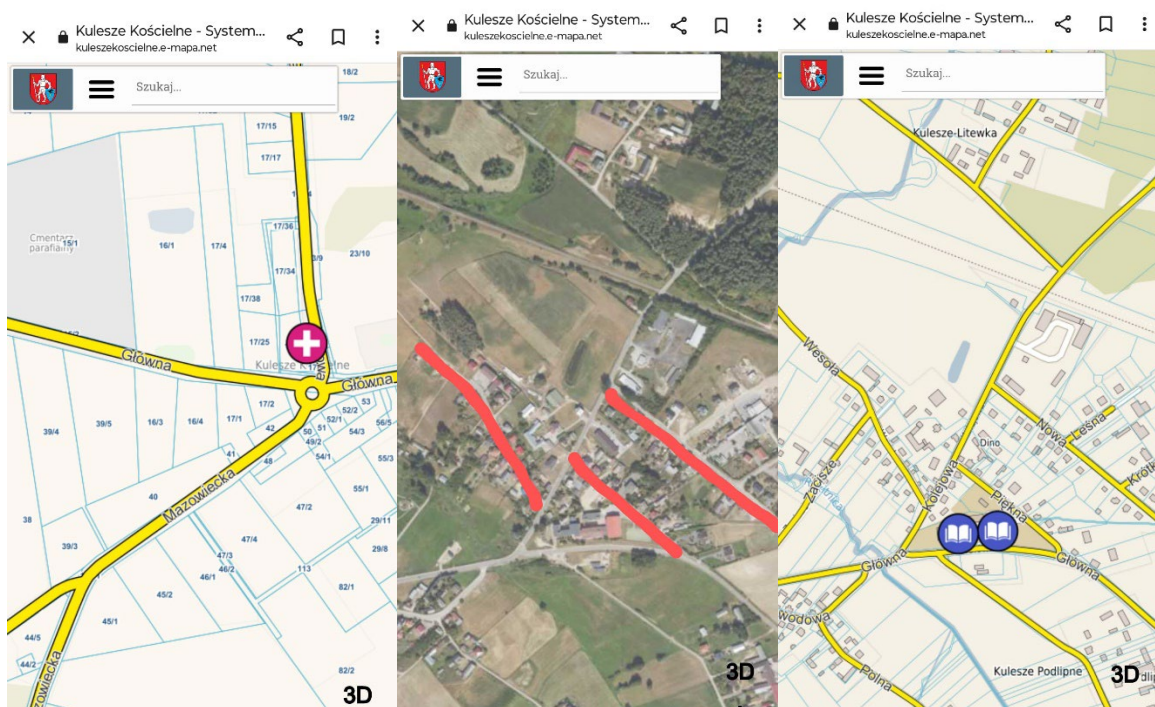 Kulesze Kościelne - System...
kuleszekoscielne.e-mapa.net
Szukaj...
18/2
17/15
19/2
17/17
Cmentarz
parafialny
15/1
16/1
17/4
17/36
23/10
17/34
17/38
17/25
Główna
Główna
39/4
39/5
16/3
16/4
17/1
17/2
42
41
48
50
51
49/2
52/1
52/2
53
54/3
56/5
54/1
55/3
Mazowiecka
40
38
39/3
47/2
55/1
29/11
47/4
47/3
46/2
46/1
113
29/8
45/2
82/1
45/1
44/5
44/2
82/2
3D
Kulesze Kościelne - System...
kuleszekoscielne.e-mapa.net
Szukaj...
3D
Kulesze Kościelne - System...
kuleszekoscielne.e-mapa.net
Szukaj...
Kulesze-Litewka
Wesoła
Zacisze
Kolejowa
Dino
Nowa
Leśna
Piękna
Główna
Główna
Polna
Kulesze Podlipne
3D